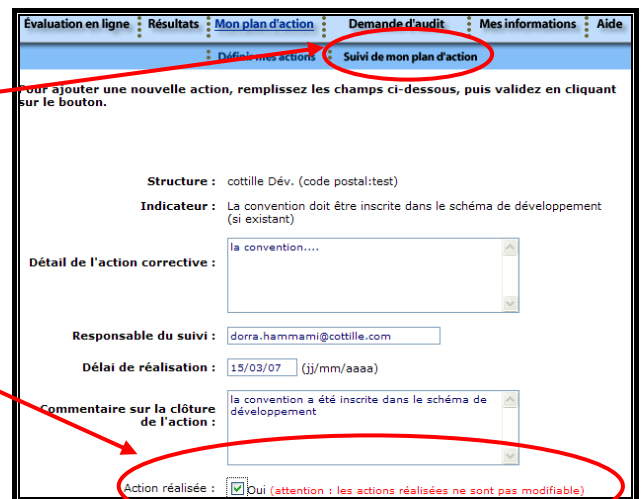 Évaluation en ligne Résultats Mon plan d'action Demande d'audit Mes informations Aide
Définir mes actions Suivi de mon plan d'action
Pour ajouter une nouvelle action, remplissez les champs ci-dessous, puis validez en cliquant
sur le bouton.
Structure : cottille Dév. (code postal:test)
Indicateur : La convention doit être inscrite dans le schéma de développement
(si existant)
Détail de l'action corrective : la convention....
Responsable du suivi : dorra.hammami@cottille.com
Délai de réalisation : 15/03/07 (jj/mm/aaaa)
Commentaire sur la clôture
de l'action :
la convention a été inscrite dans le schéma de
développement
Action réalisée : Oui (attention : les actions réalisées ne sont pas modifiable)